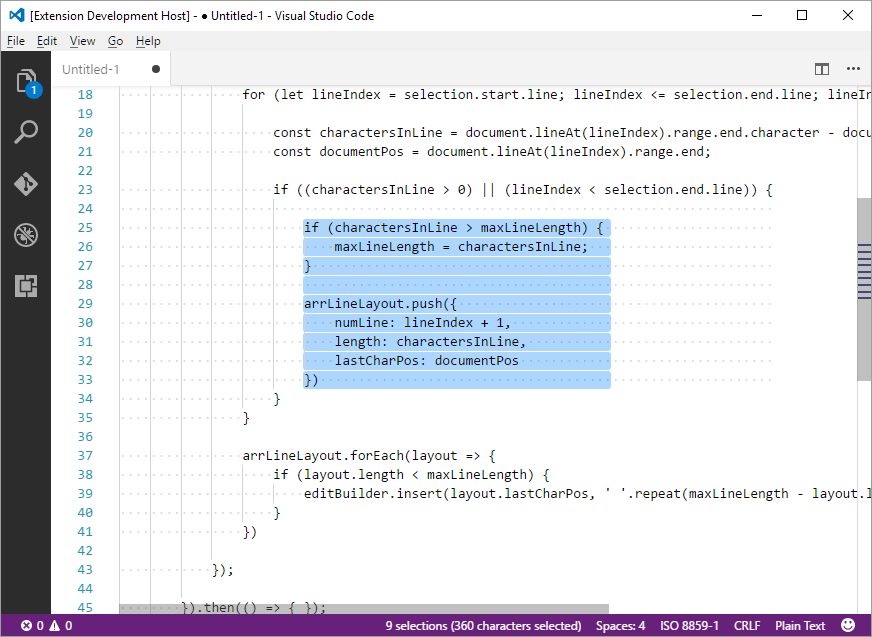 [Extension Development Host] - ● Untitled-1 - Visual Studio Code
File Edit View Go Help
Untitled-1 ●
1
18 for (let lineIndex = selection.start.line; lineIndex <= selection.end.line; lineIn
19
20 const charactersInLine = document.lineAt(lineIndex).range.end.character - docu
21 const documentPos = document.lineAt(lineIndex).range.end;
22
23 if ((charactersInLine > 0) || (lineIndex < selection.end.line)) {
24
25 if (charactersInLine > maxLineLength) {
26 maxLineLength = charactersInLine;
27 }
28
29 arrLineLayout.push({
30 numLine: lineIndex + 1,
31 length: charactersInLine,
32 lastCharPos: documentPos
33 })
34 }
35 }
36
37 arrLineLayout.forEach(layout => {
38 if (layout.length < maxLineLength) {
39 editBuilder.insert(layout.lastCharPos, ' '.repeat(maxLineLength - layout.l
40 }
41 })
42
43 });
44
45 }).then(() => { });
0 0 9 selections (360 characters selected) Spaces: 4 ISO 8859-1 CRLF Plain Text